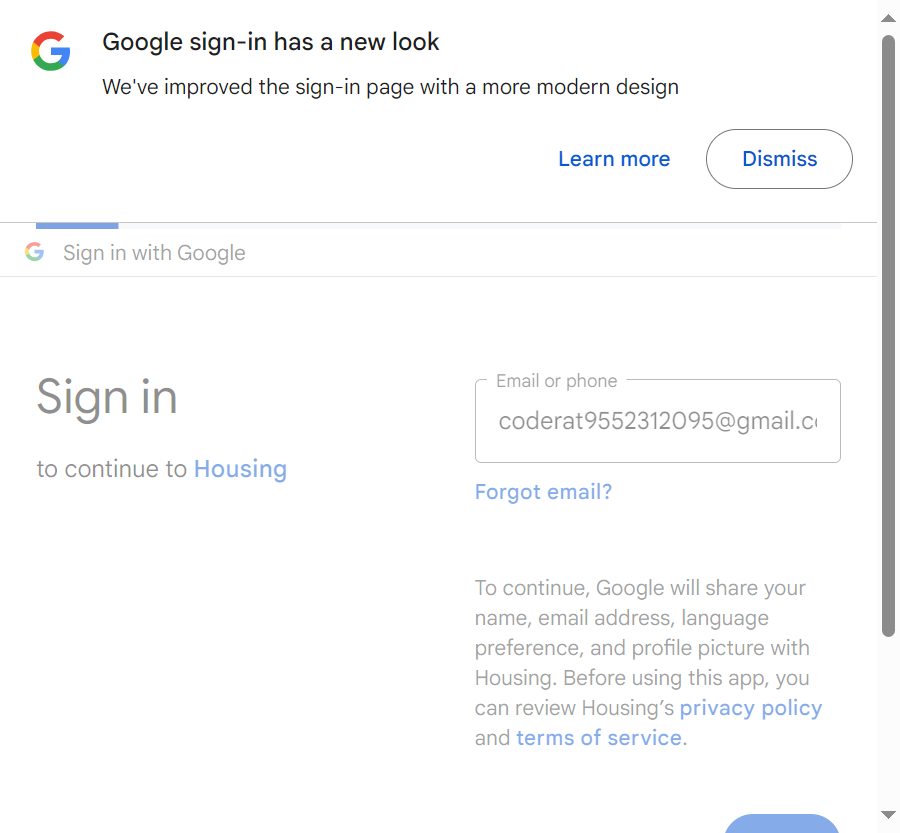 Google sign-in has a new look
We've improved the sign-in page with a more modern design
Learn more
Dismiss
Sign in with Google
Sign in
to continue to Housing
Email or phone
coderat9552312095@gmail.c
Forgot email?
To continue, Google will share your
name, email address, language
preference, and profile picture with
Housing. Before using this app, you
can review Housing’s privacy policy
and terms of service.